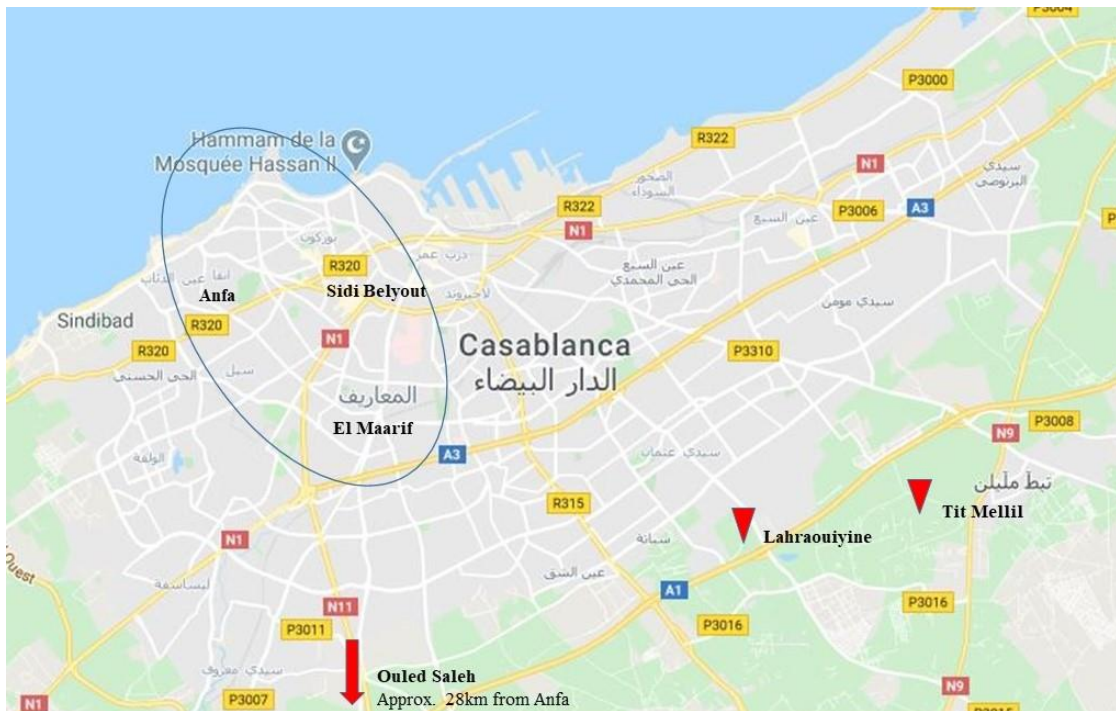 P3004
P3000
Hammam de la
Mosquée Hassan II
R322
N1
سيدي
البرنوصي
الصخور
السوداء
R322
P3006
A3
N1
عين السبع
بوركون
درب عمر
R320
عين السبع
الحي المحمدي
انفا
عين الذئاب
Sidi Belyout
Anfa
سيدي مومن
Sindibad
R320
N1
R320
Casablanca
P3310
الدار البيضاء
الحي الحسني
المعاريف
El Maarif
P3008
N9
A3
سيدي عثمان
الولفة
Tit Mellil
R315
Lahraouiyine
N1
سباتة
Ouest
عين الشق
ليساسفة
A1
P3016
N11
P3011
P3016
سيدي معروف
Ouled Saleh
Approx. 28km from Anfa
N9
N1
P3007